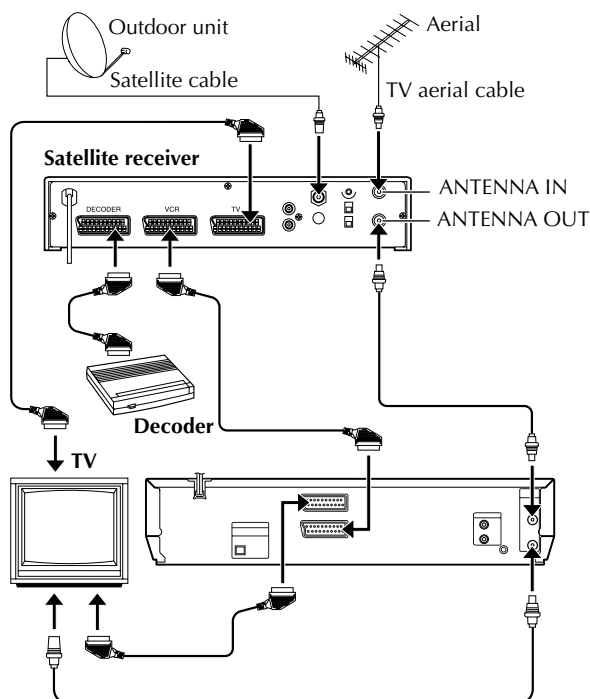 Outdoor unit
Aerial
Satellite cable
TV aerial cable
Satellite receiver
ANTENNA IN
DECODER
VCR
TV
ANTENNA OUT
Decoder
TV